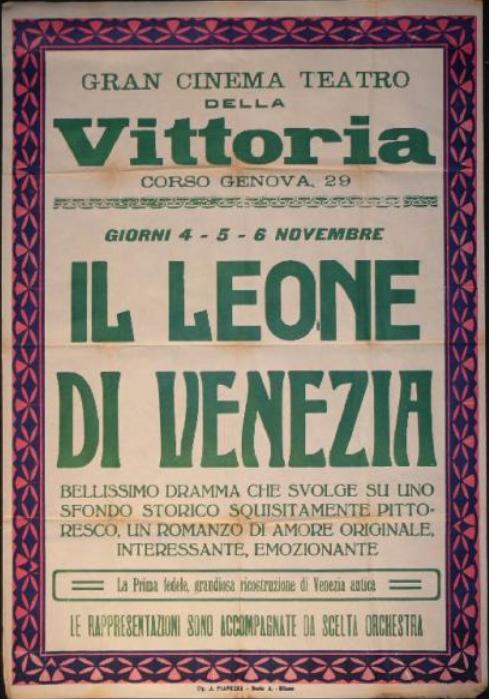 GRAN CINEMA TEATRO
DELLA
Vittoria
CORSO GENOVA, 29
GIORNI 4 - 5 - 6 NOVEMBRE
IL LEONE
DI VENEZIA
BELLISSIMO DRAMMA CHE SVOLGE SU UNO
SFONDO STORICO SQUISITAMENTE PITTO-
RESCO, UN ROMANZO DI AMORE ORIGINALE,
INTERESSANTE, EMOZIONANTE
La Prima fedele, grandiosa ricostruzione di Venezia antica
LE RAPPRESENTAZIONI SONO ACCOMPAGNATE DA SCELTA ORCHESTRA